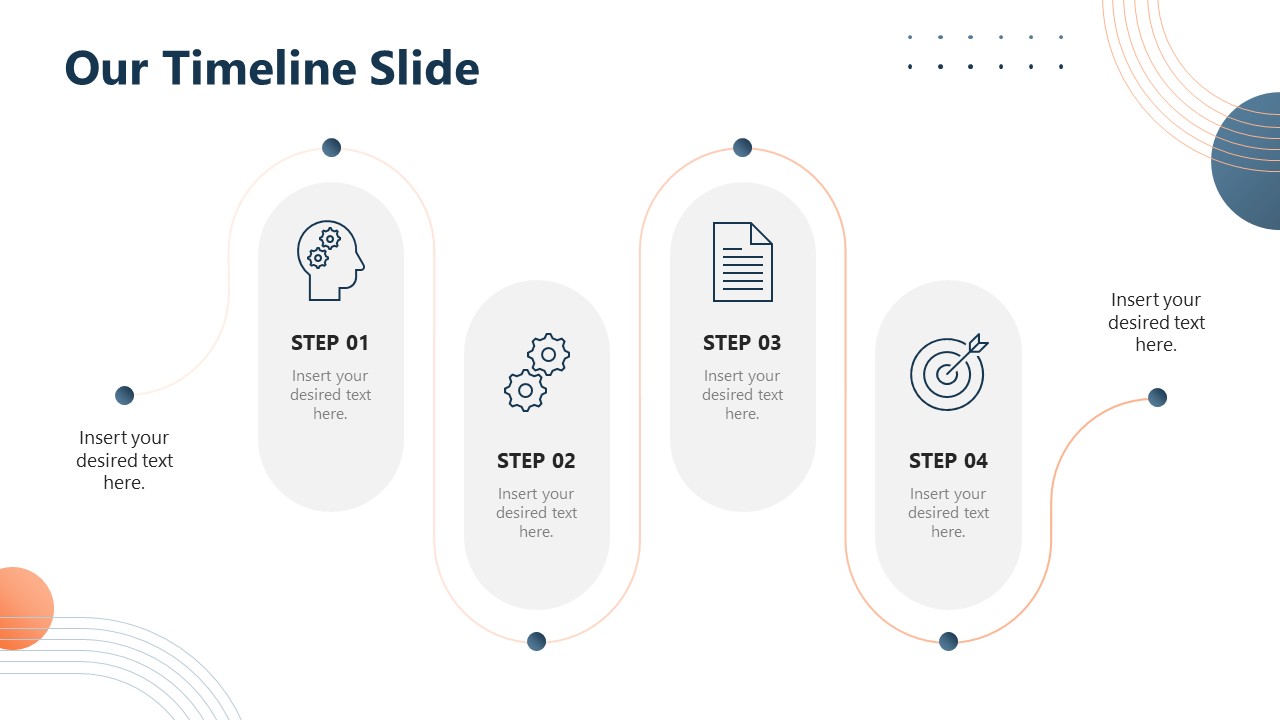 Our Timeline Slide
Insert your
desired text
here.
STEP 01
Insert your
desired text
here.
STEP 02
Insert your
desired text
here.
STEP 03
Insert your
desired text
here.
STEP 04
Insert your
desired text
here.
Insert your
desired text
here.